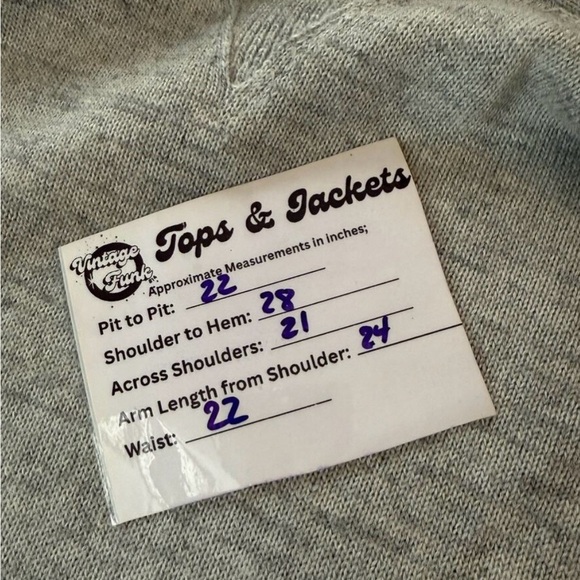 Vintage Funk
Tops & Jackets
Approximate Measurements in inches;
Pit to Pit: 22
Shoulder to Hem: 28
Across Shoulders: 21
Arm Length from Shoulder: 24
Waist: 22